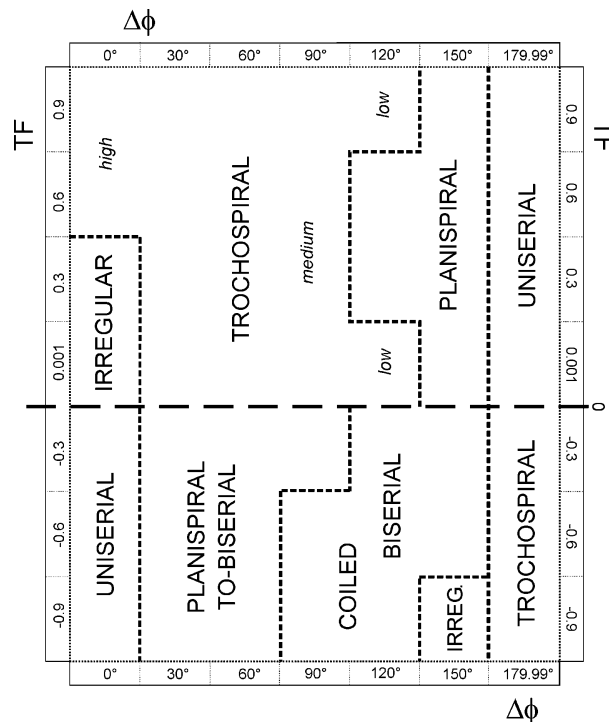 Δϕ
0° 30° 60° 90° 120° 150° 179.99°
TF
TF
0.9
0.6
0.3
0.001
-0.3
-0.6
-0.9
high
medium
low
low
IRREGULAR
TROCHOSPIRAL
PLANISPIRAL
UNISERIAL
0.9
0.6
0.3
0.001
0
-0.3
-0.6
-0.9
UNISERIAL
PLANISPIRAL
TO-BISERIAL
COILED
BISERIAL
IRREG.
TROCHOSPIRAL
0° 30° 60° 90° 120° 150° 179.99°
Δϕ